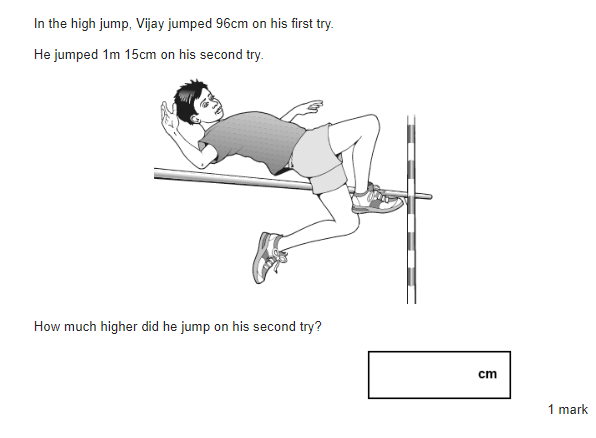 In the high jump, Vijay jumped 96cm on his first try.
He jumped 1m 15cm on his second try.
How much higher did he jump on his second try?
cm
1 mark